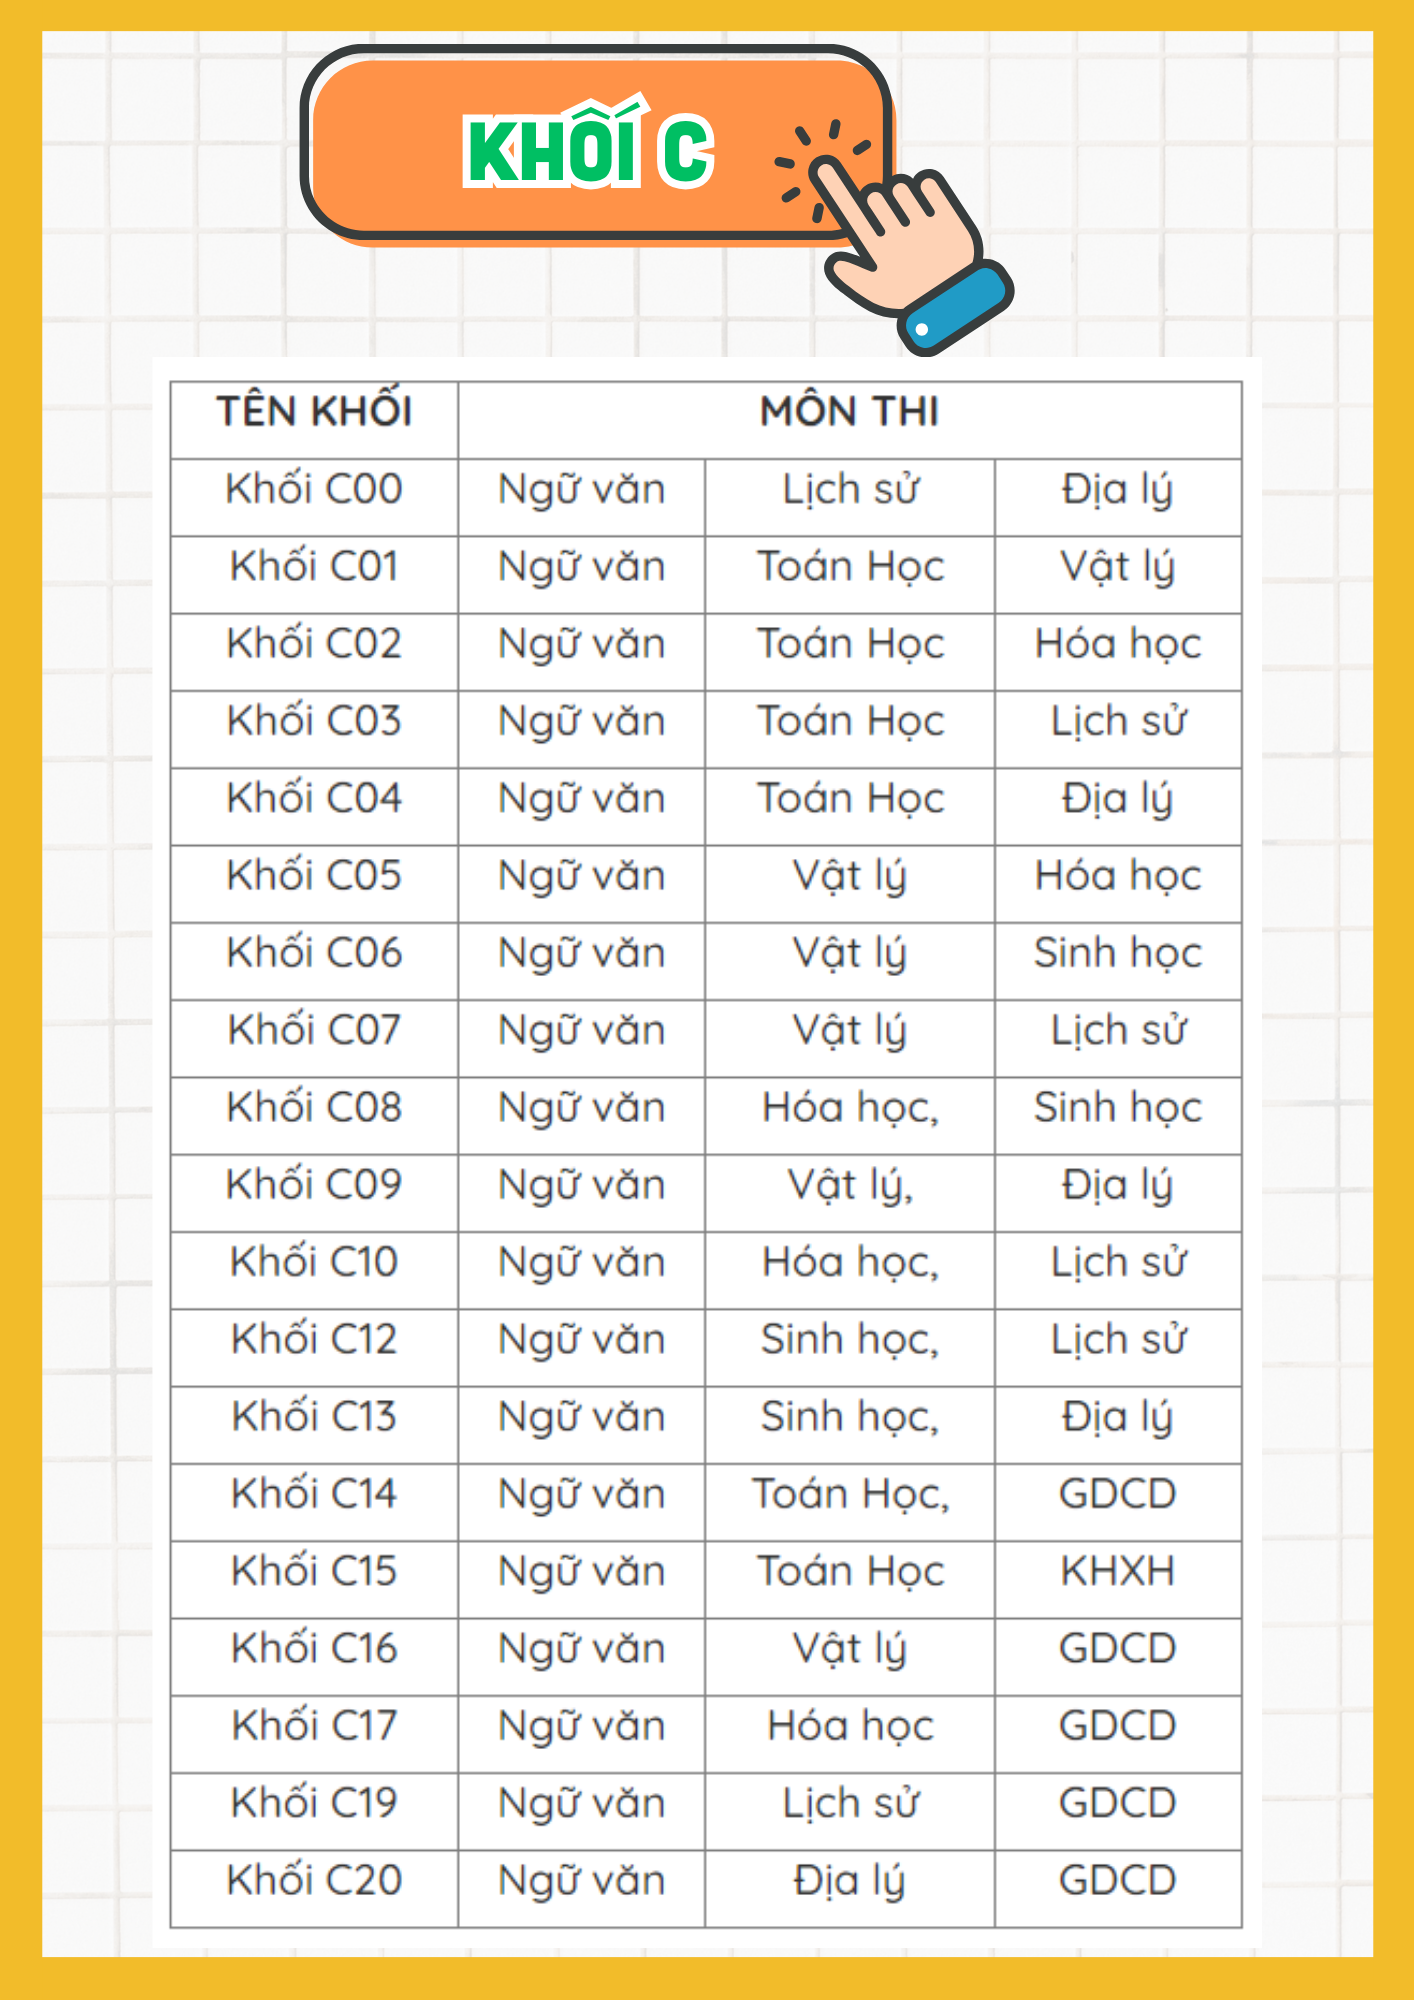 KHỐI C
TÊN KHỐI MÔN THI
Khối C00 Ngữ văn Lịch sử Địa lý
Khối C01 Ngữ văn Toán Học Vật lý
Khối C02 Ngữ văn Toán Học Hóa học
Khối C03 Ngữ văn Toán Học Lịch sử
Khối C04 Ngữ văn Toán Học Địa lý
Khối C05 Ngữ văn Vật lý Hóa học
Khối C06 Ngữ văn Vật lý Sinh học
Khối C07 Ngữ văn Vật lý Lịch sử
Khối C08 Ngữ văn Hóa học, Sinh học
Khối C09 Ngữ văn Vật lý, Địa lý
Khối C10 Ngữ văn Hóa học, Lịch sử
Khối C12 Ngữ văn Sinh học, Lịch sử
Khối C13 Ngữ văn Sinh học, Địa lý
Khối C14 Ngữ văn Toán Học, GDCD
Khối C15 Ngữ văn Toán Học KHXH
Khối C16 Ngữ văn Vật lý GDCD
Khối C17 Ngữ văn Hóa học GDCD
Khối C19 Ngữ văn Lịch sử GDCD
Khối C20 Ngữ văn Địa lý GDCD